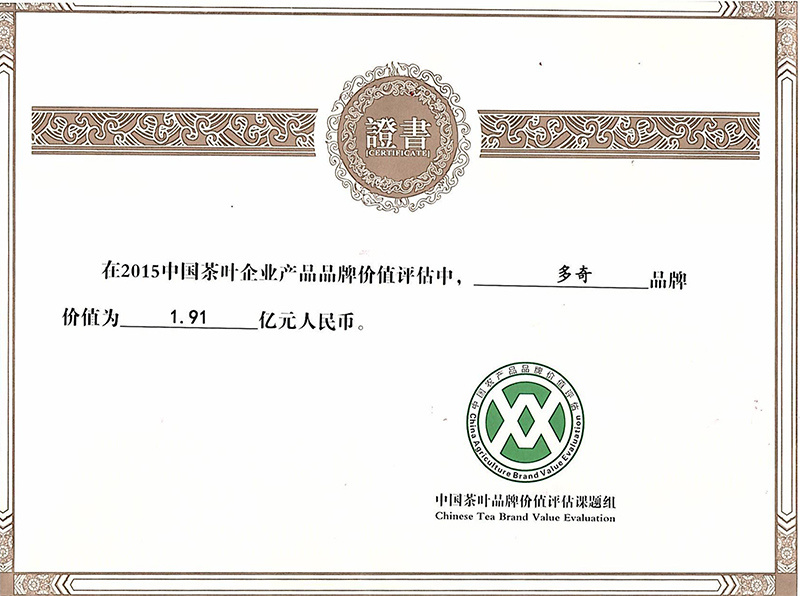 證書
[CERTIFICATE]
在2015中国茶叶企业产品品牌价值评估中，多奇品牌
价值为1.91亿元人民币。
中国农产品品牌价值评估
China Agriculture Brand Value Evaluation
中国茶叶品牌价值评估课题组
Chinese Tea Brand Value Evaluation